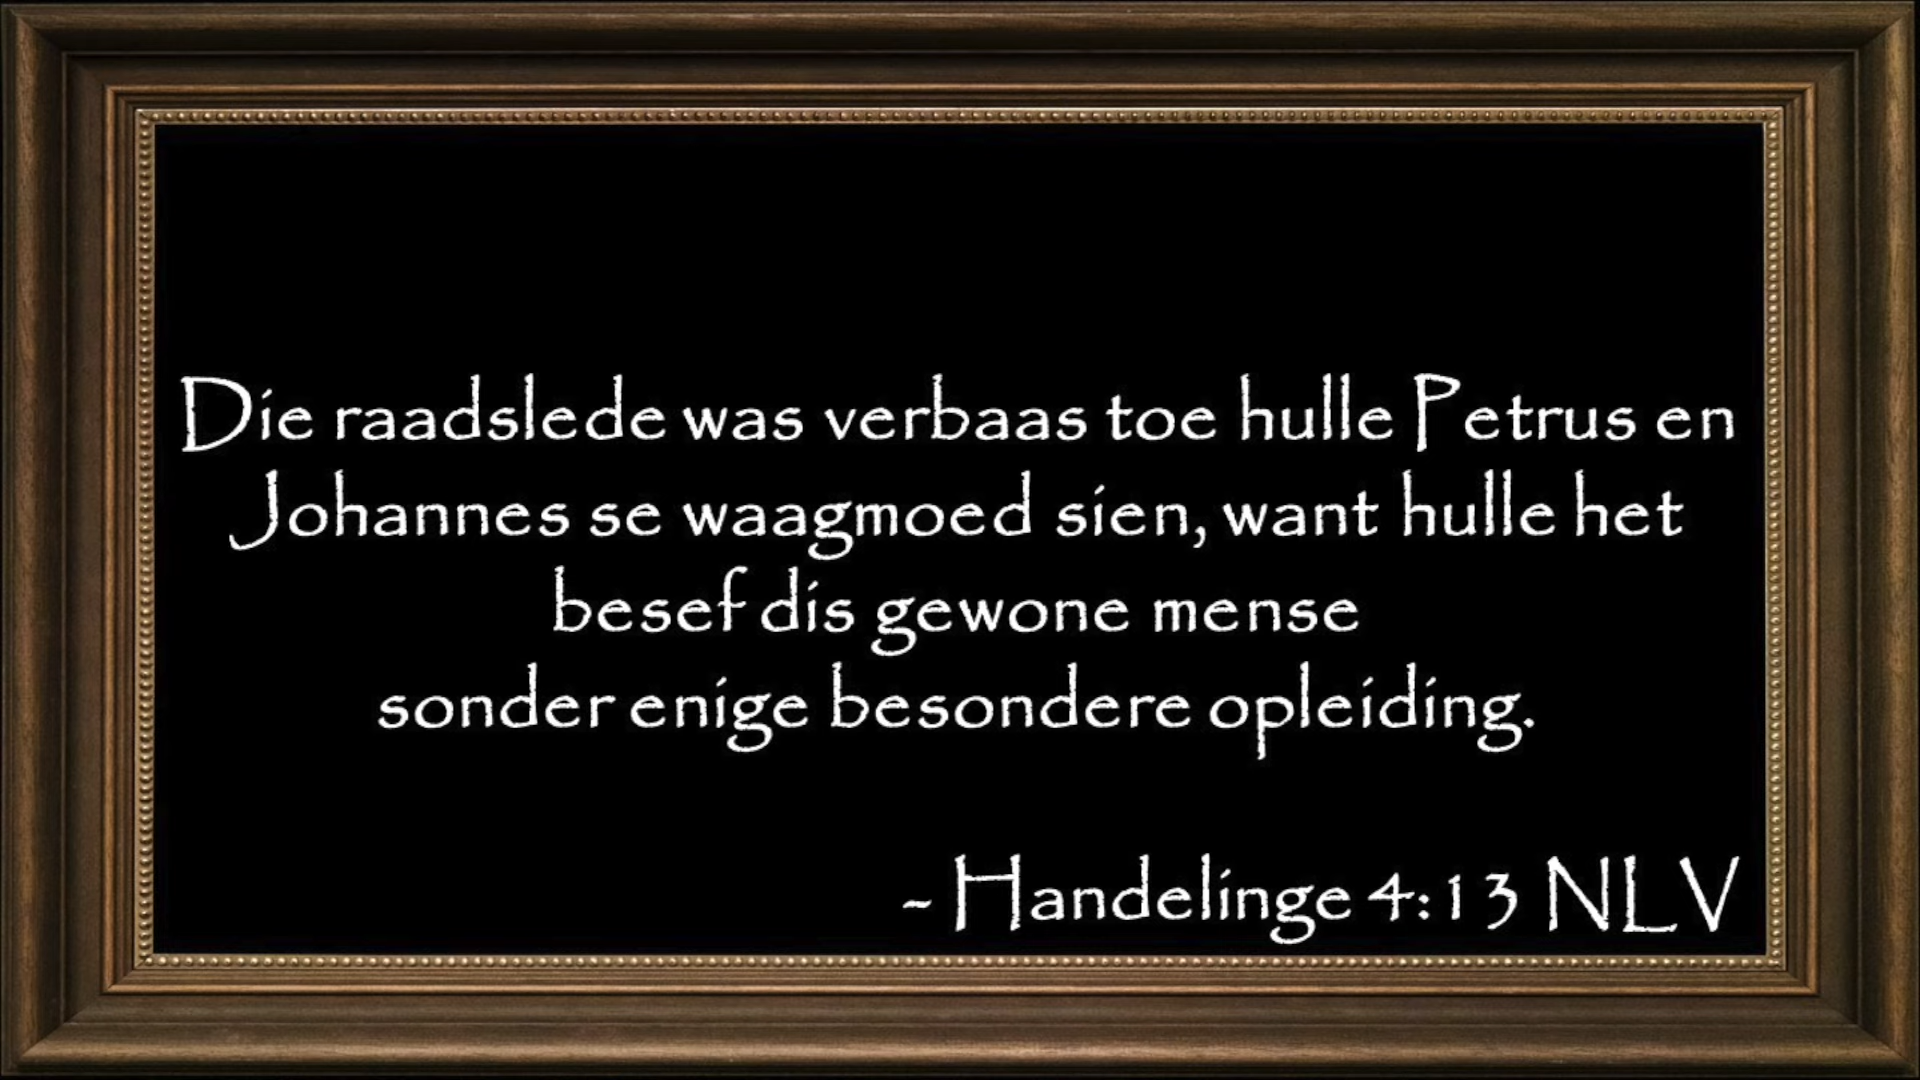 Die raadslede was verbaas toe hulle Petrus en
Johannes se waagmoed sien, want hulle het
besef dis gewone mense
sonder enige besondere opleiding.
- Handelinge 4:13 NLV